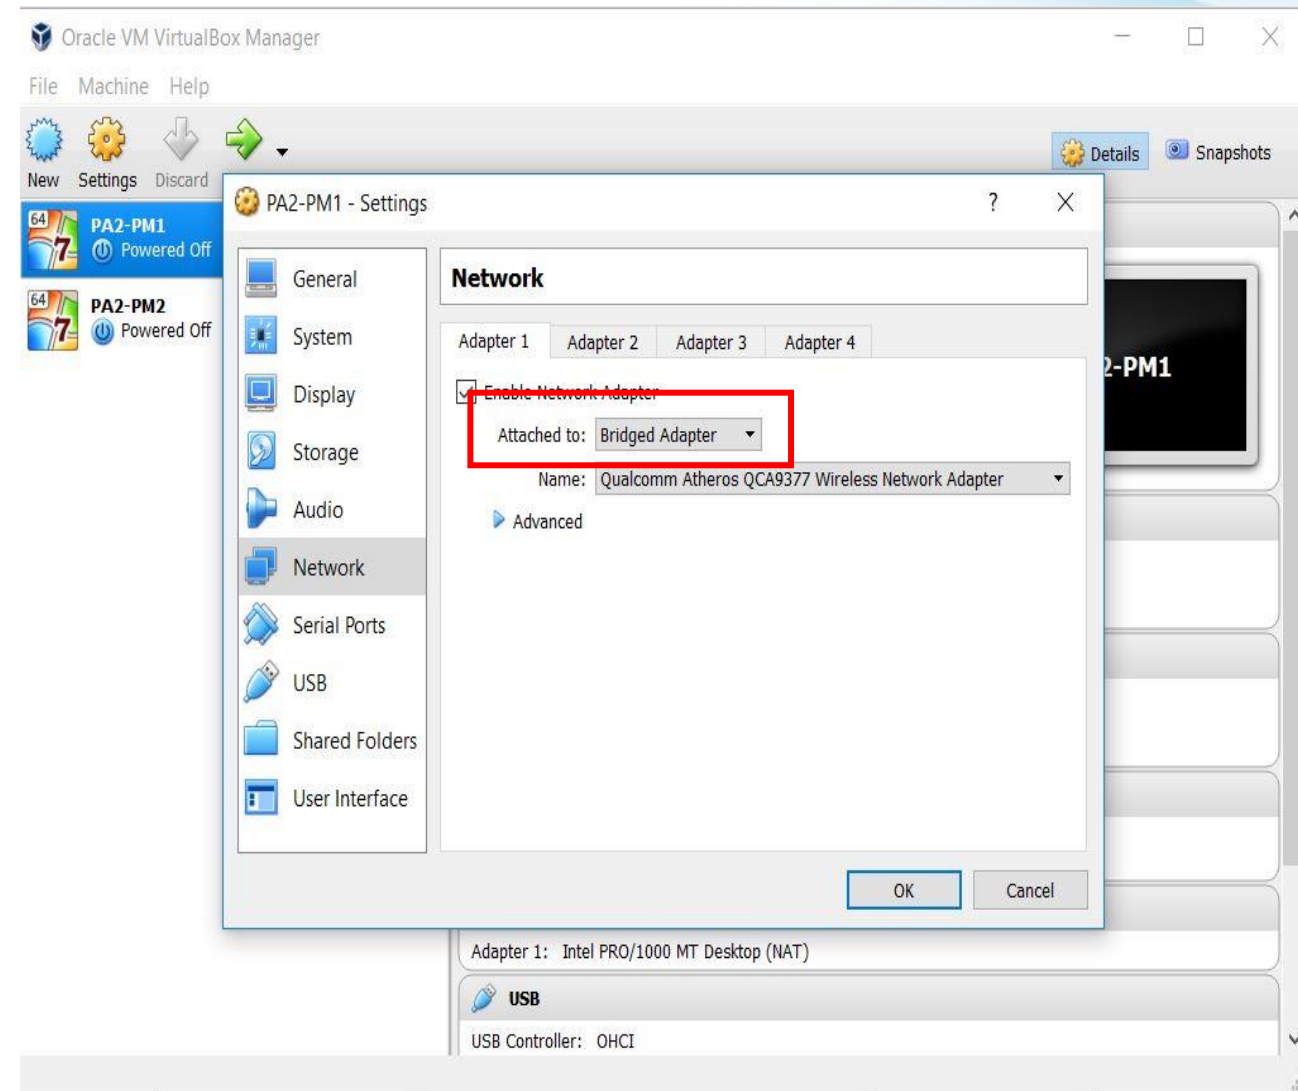 Oracle VM VirtualBox Manager
File Machine Help
New Settings Discard
Details Snapshots
64 7 PA2-PM1
Powered Off
64 7 PA2-PM2
Powered Off
PA2-PM1 - Settings ?
General
System
Display
Storage
Audio
Network
Serial Ports
USB
Shared Folders
User Interface
Network
Adapter 1 Adapter 2 Adapter 3 Adapter 4
Enable Network Adapter
Attached to: Bridged Adapter
Name: Qualcomm Atheros QCA9377 Wireless Network Adapter
Advanced
OK Cancel
2-PM1
Adapter 1: Intel PRO/1000 MT Desktop (NAT)
USB
USB Controller: OHCI